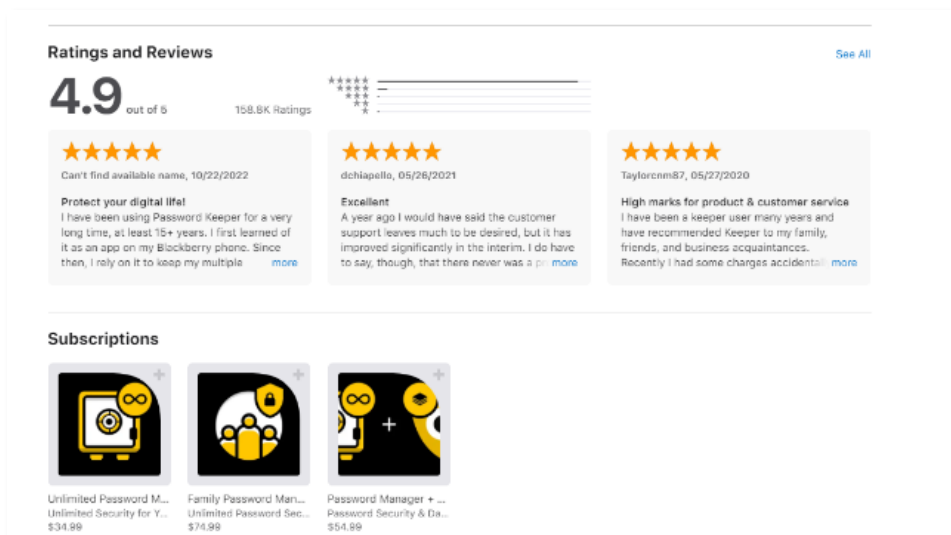 Ratings and Reviews
See All
4.9 out of 5
158.8K Ratings
★★★★★
★★★★
★★★
★★
★
★★★★★
Can't find available name, 10/22/2022
Protect your digital life!
I have been using Password Keeper for a very
long time, at least 15+ years. I first learned of
it as an app on my Blackberry phone. Since
then, I rely on it to keep my multiple more
★★★★★
dchiapello, 05/26/2021
Excellent
A year ago I would have said the customer
support leaves much to be desired, but it has
improved significantly in the interim. I do have
to say, though, that there never was a more
★★★★★
Taylorcnm87, 05/27/2020
High marks for product & customer service
I have been a keeper user many years and
have recommended Keeper to my family,
friends, and business acquaintances.
Recently I had some charges accidental more
Subscriptions
Unlimited Password M...
Unlimited Security for Y...
$34.99
Family Password Man...
Unlimited Password Sec...
$74.99
+
Password Manager + ...
Password Security & Da...
$54.99